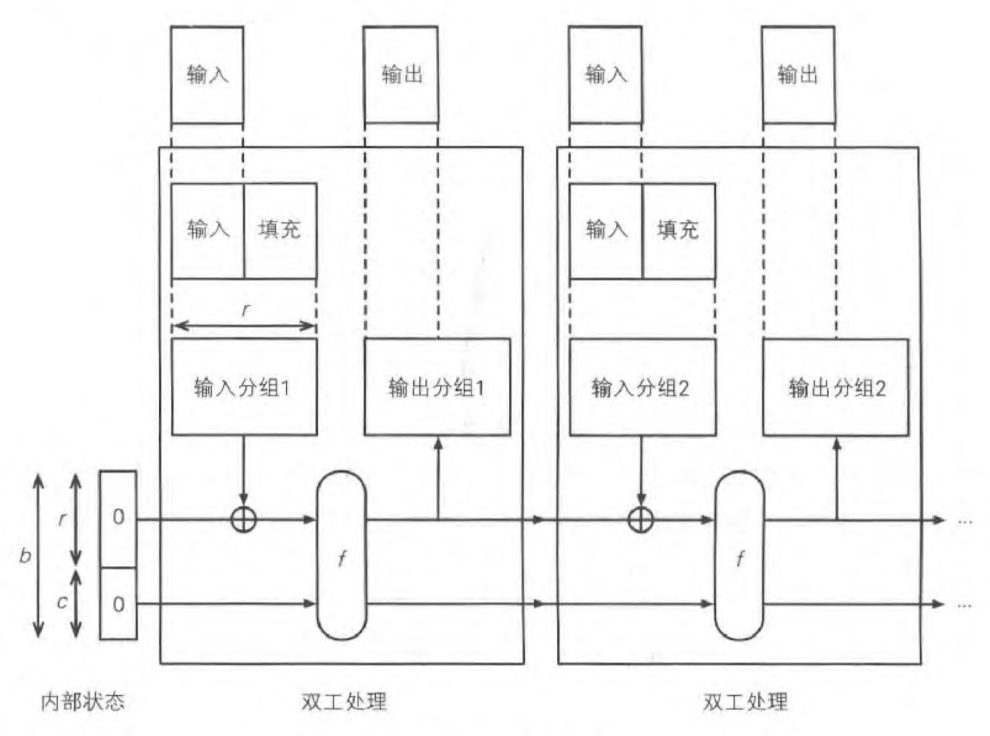 输入
输出
输入
输出
输入
填充
输入
填充
r
输入分组1
输出分组1
输入分组2
输出分组2
b
r
c
0
0
f
f
...
...
内部状态
双工处理
双工处理